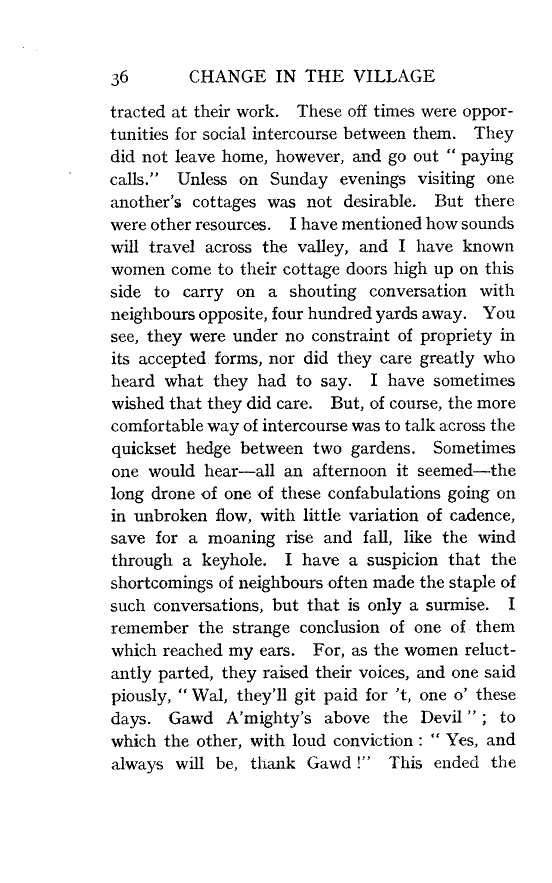 36 CHANGE IN THE VILLAGE
tracted at their work. These off times were oppor-
tunities for social intercourse between them. They
did not leave home, however, and go out “ paying
calls.” Unless on Sunday evenings visiting one
another's cottages was not desirable. But there
were other resources. I have mentioned how sounds
will travel across the valley, and I have known
women come to their cottage doors high up on this
side to carry on a shouting conversation with
neighbours opposite, four hundred yards away. You
see, they were under no constraint of propriety in
its accepted forms, nor did they care greatly who
heard what they had to say. I have sometimes
wished that they did care. But, of course, the more
comfortable way of intercourse was to talk across the
quickset hedge between two gardens. Sometimes
one would hear—all an afternoon it seemed—the
long drone of one of these confabulations going on
in unbroken flow, with little variation of cadence,
save for a moaning rise and fall, like the wind
through a keyhole. I have a suspicion that the
shortcomings of neighbours often made the staple of
such conversations, but that is only a surmise. I
remember the strange conclusion of one of them
which reached my ears. For, as the women reluct-
antly parted, they raised their voices, and one said
piously, “ Wal, they'll git paid for 't, one o' these
days. Gawd A'mighty's above the Devil ” ; to
which the other, with loud conviction : “ Yes, and
always will be, thank Gawd !” This ended the